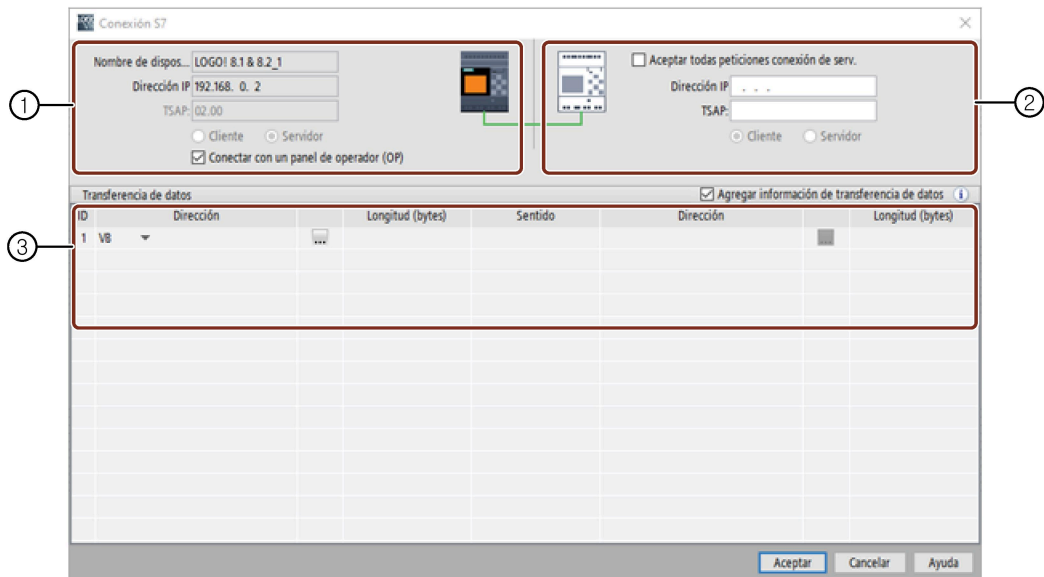 Conexión S7
Nombre de dispos... LOGO! 8.1 & 8.2_1
Dirección IP 192.168. 0. 2
TSAP: 02.00
Cliente Servidor
Conectar con un panel de operador (OP)
Aceptar todas peticiones conexión de serv.
Dirección IP . . .
TSAP:
Cliente Servidor
1
2
Transferencia de datos Agregar información de transferencia de datos i
ID Dirección Longitud (bytes) Sentido Dirección Longitud (bytes)
3
1 VB ... ...
Aceptar Cancelar Ayuda